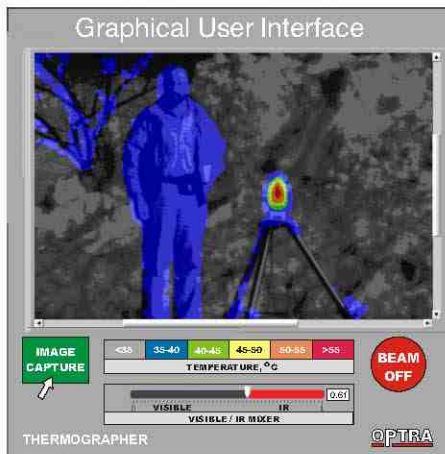 Graphical User Interface
IMAGE CAPTURE
<35 35-40 40-45 45-50 50-55 >55
TEMPERATURE, °C
BEAM OFF
0.61
VISIBLE IR
VISIBLE / IR MIXER
THERMOGRAPHER
OPTRA